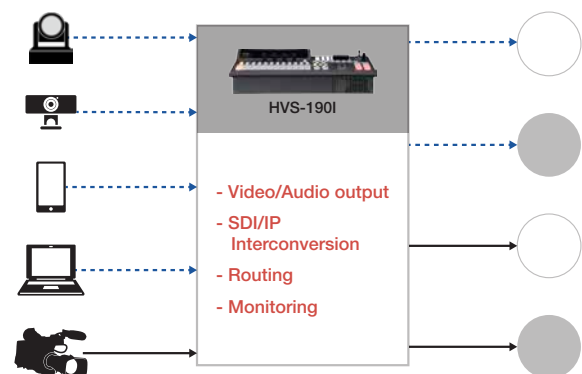 HVS-190I
- Video/Audio output
- SDI/IP
Interconversion
- Routing
- Monitoring